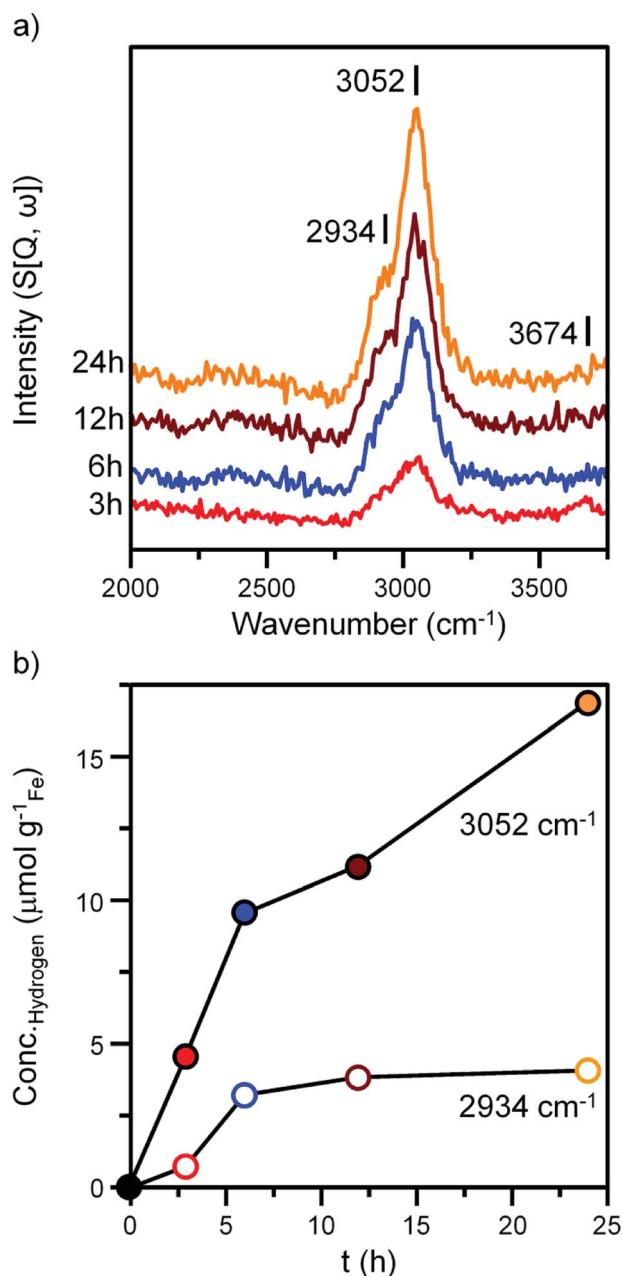 a)
3052
2934
3674
Intensity (S[Q, ω])
24h
12h
6h
3h
2000 2500 3000 3500
Wavenumber (cm⁻¹)
b)
Conc.Hydrogen (μmol g⁻¹Fe)
15
10
5
0
3052 cm⁻¹
2934 cm⁻¹
0 5 10 15 20 25
t (h)